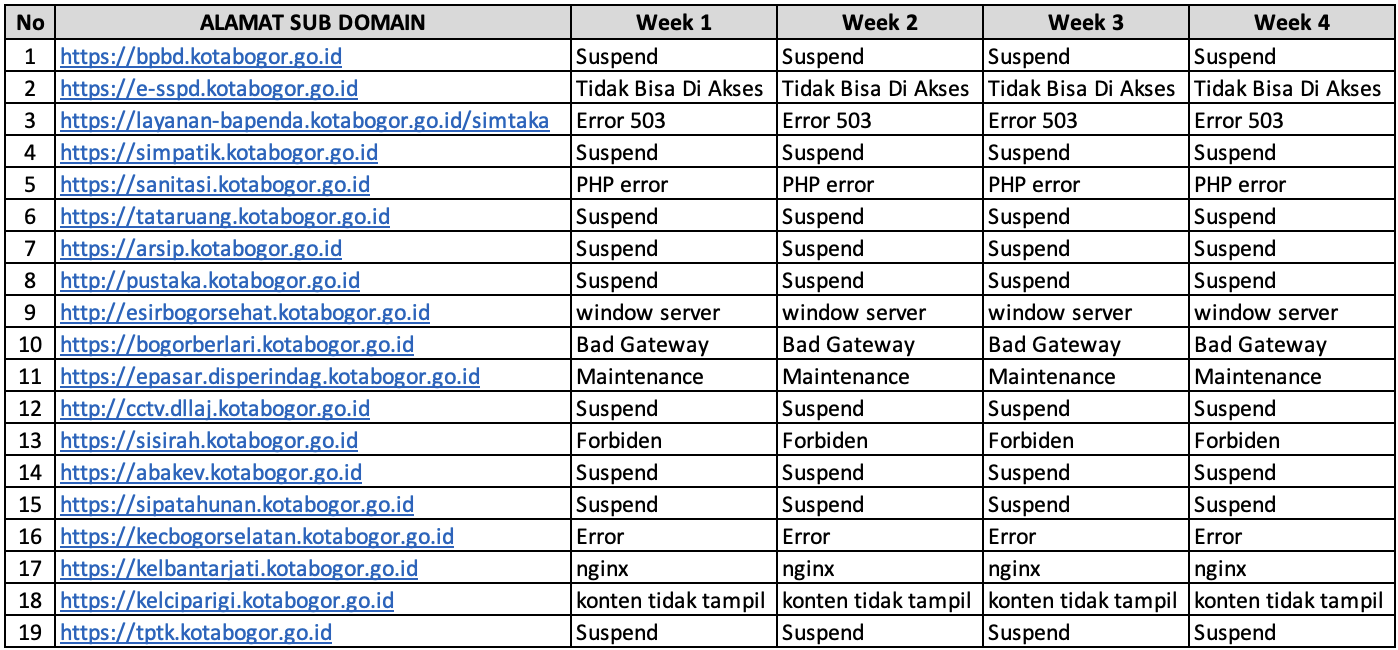 No ALAMAT SUB DOMAIN Week 1 Week 2 Week 3 Week 4
1 https://bpbd.kotabogor.go.id Suspend Suspend Suspend Suspend
2 https://e-sspd.kotabogor.go.id Tidak Bisa Di Akses Tidak Bisa Di Akses Tidak Bisa Di Akses Tidak Bisa Di Akses
3 https://layanan-bapenda.kotabogor.go.id/simtaka Error 503 Error 503 Error 503 Error 503
4 https://simpatik.kotabogor.go.id Suspend Suspend Suspend Suspend
5 https://sanitasi.kotabogor.go.id PHP error PHP error PHP error PHP error
6 https://tataruang.kotabogor.go.id Suspend Suspend Suspend Suspend
7 https://arsip.kotabogor.go.id Suspend Suspend Suspend Suspend
8 http://pustaka.kotabogor.go.id Suspend Suspend Suspend Suspend
9 http://esirbogorsehat.kotabogor.go.id window server window server window server window server
10 https://bogorberlari.kotabogor.go.id Bad Gateway Bad Gateway Bad Gateway Bad Gateway
11 https://epasar.disperindag.kotabogor.go.id Maintenance Maintenance Maintenance Maintenance
12 http://cctv.dllaj.kotabogor.go.id Suspend Suspend Suspend Suspend
13 https://sisirah.kotabogor.go.id Forbiden Forbiden Forbiden Forbiden
14 https://abakev.kotabogor.go.id Suspend Suspend Suspend Suspend
15 https://sipatahunan.kotabogor.go.id Suspend Suspend Suspend Suspend
16 https://kecbogorselatan.kotabogor.go.id Error Error Error Error
17 https://kelbantarjati.kotabogor.go.id nginx nginx nginx nginx
18 https://kelciparigi.kotabogor.go.id konten tidak tampil konten tidak tampil konten tidak tampil konten tidak tampil
19 https://tptk.kotabogor.go.id Suspend Suspend Suspend Suspend